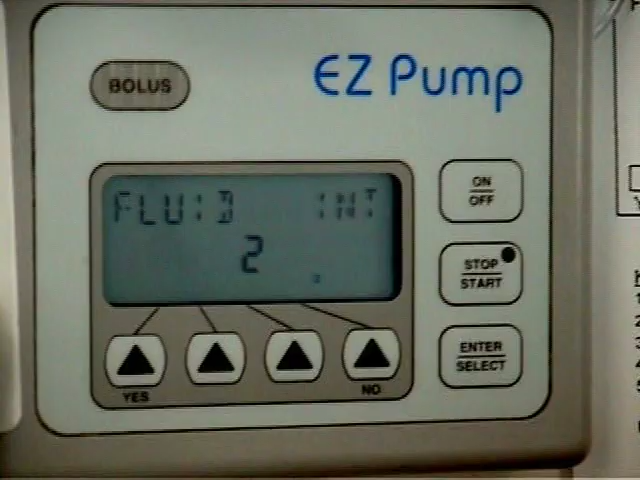 EZ Pump
BOLUS
FLUID INT
2
ON
OFF
STOP
START
ENTER
SELECT
YES
NO